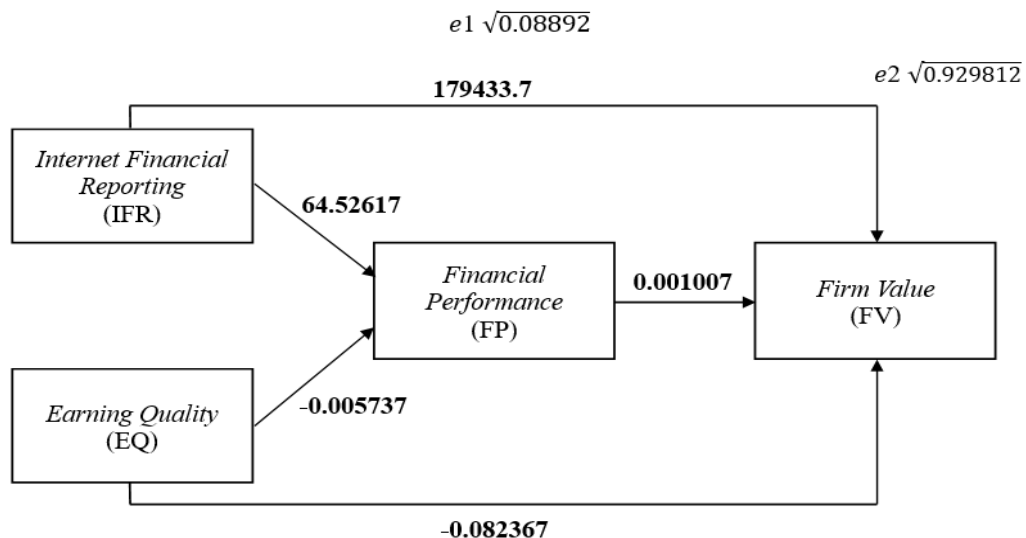 e1 √0.08892
e2 √0.929812
179433.7
Internet Financial
Reporting
(IFR)
64.52617
Financial
Performance
(FP)
0.001007
Firm Value
(FV)
Earning Quality
(EQ)
-0.005737
-0.082367